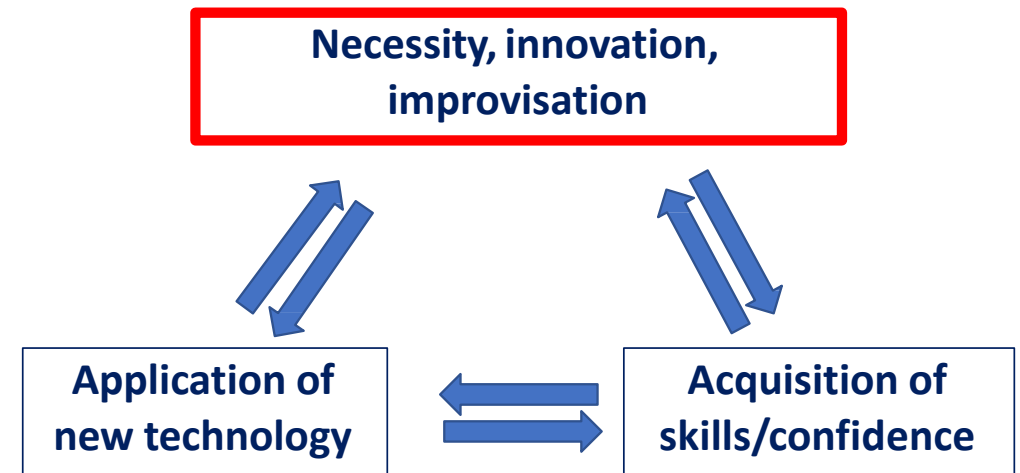 Necessity, innovation,
improvisation
Application of
new technology
Acquisition of
skills/confidence